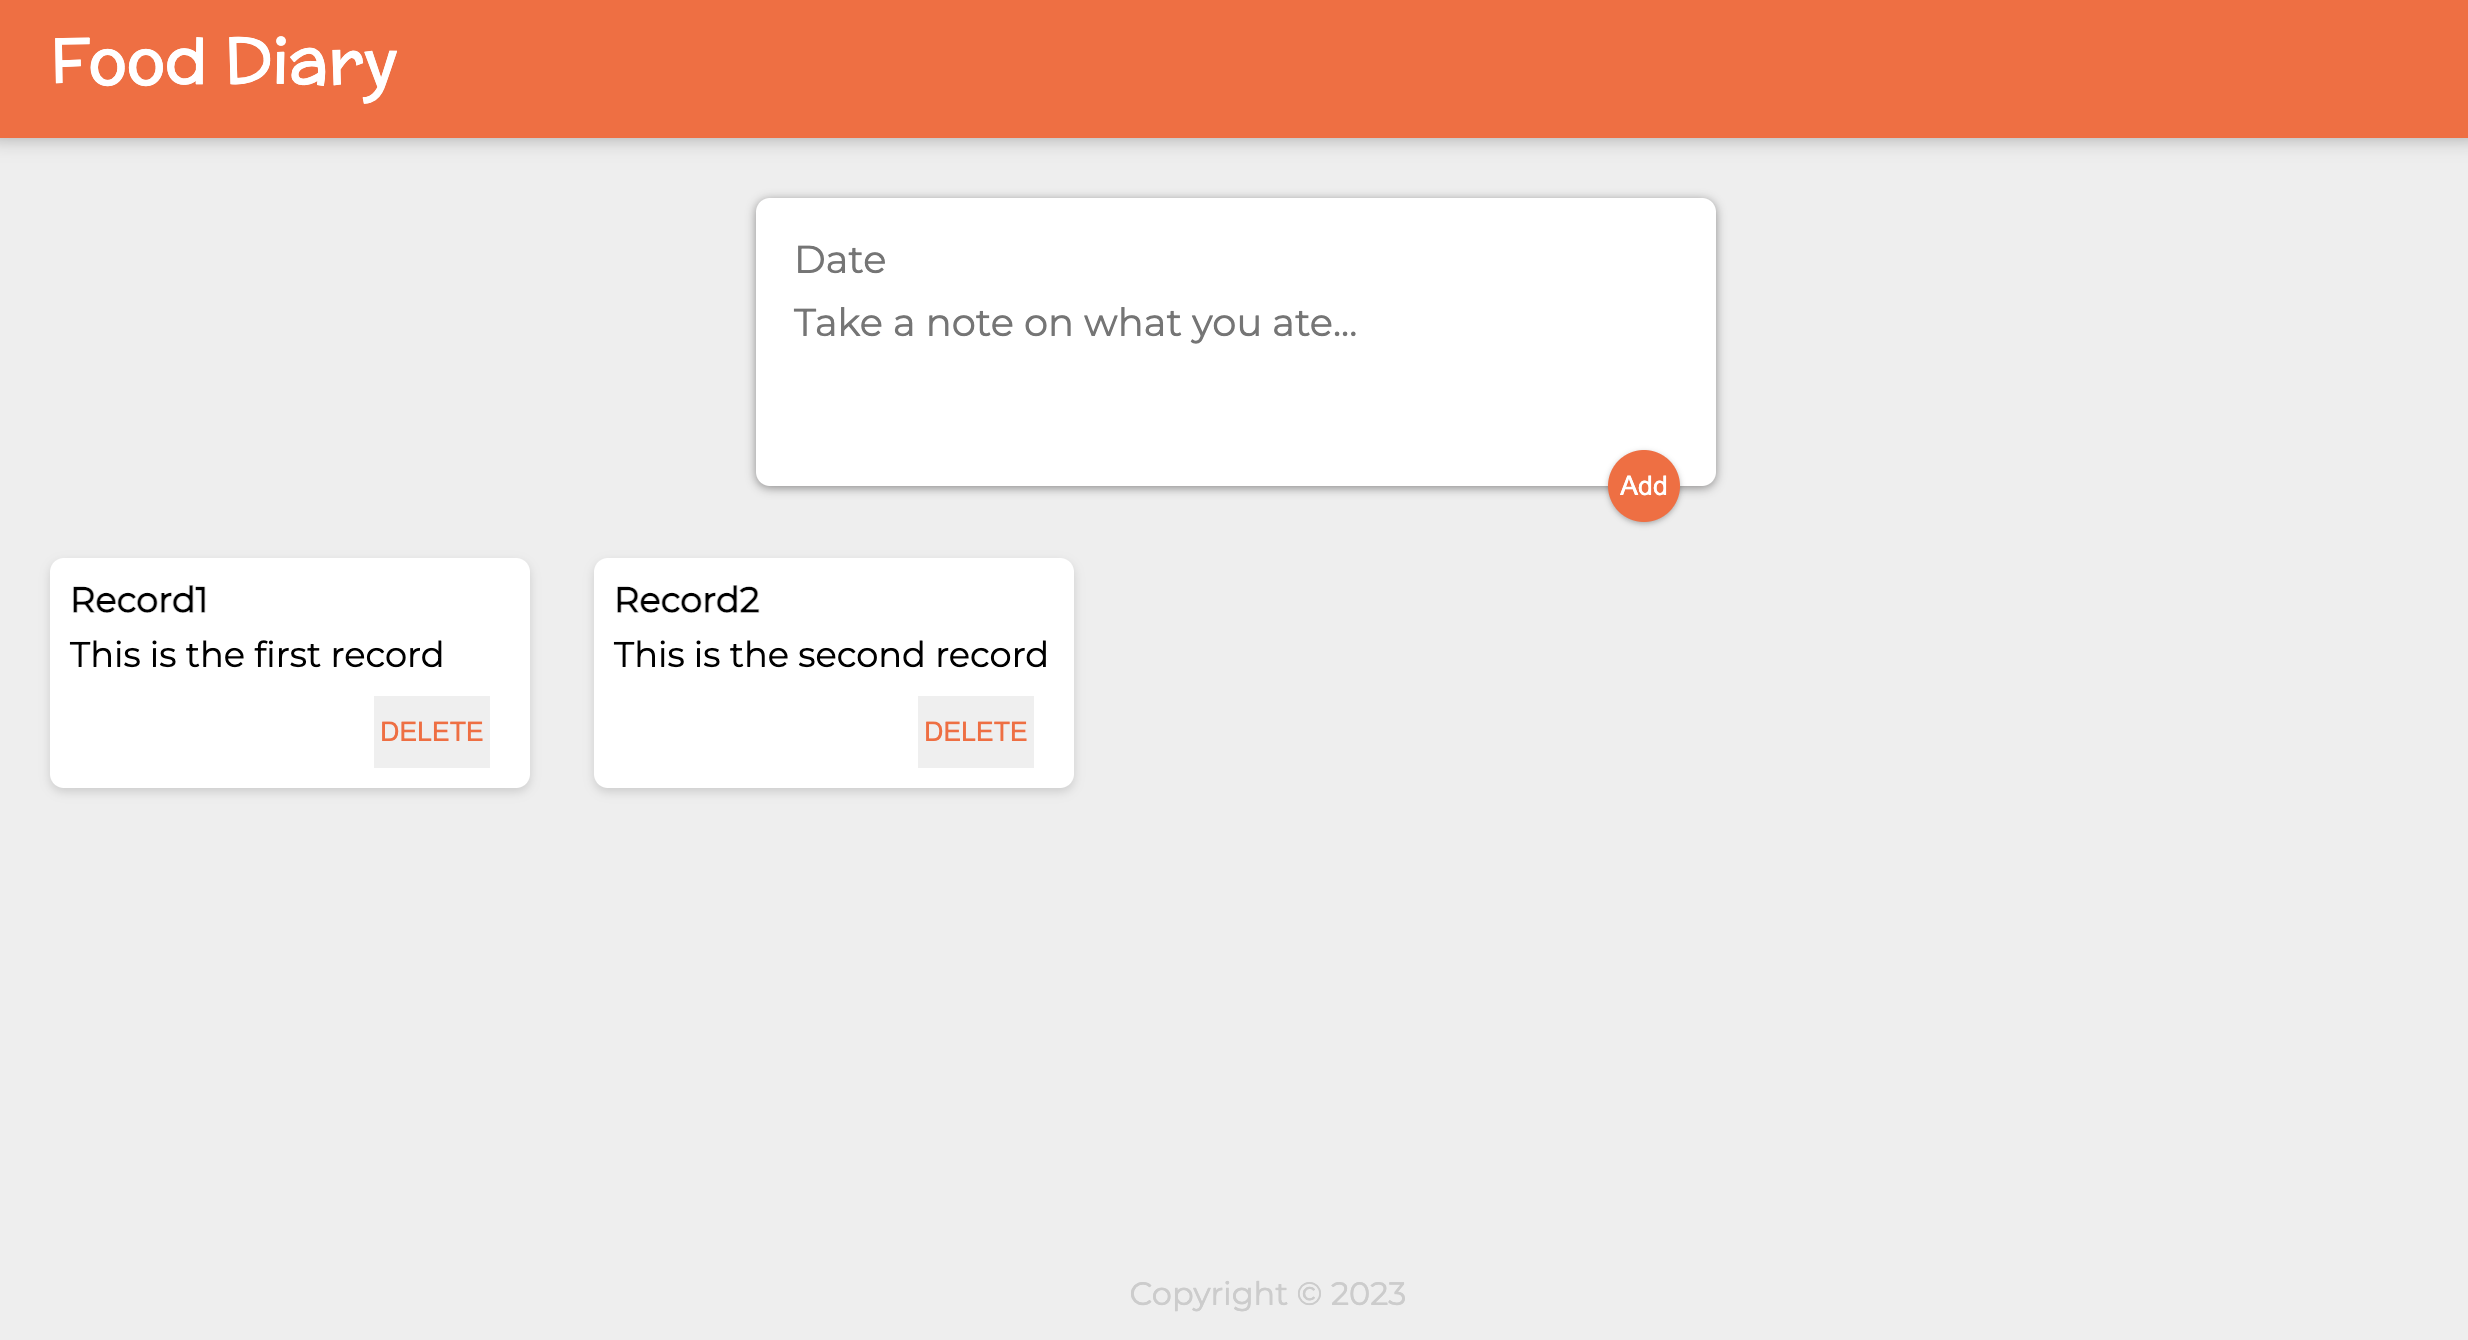 Food Diary
Date
Take a note on what you ate...
Add
Record1
This is the first record
DELETE
Record2
This is the second record
DELETE
Copyright © 2023